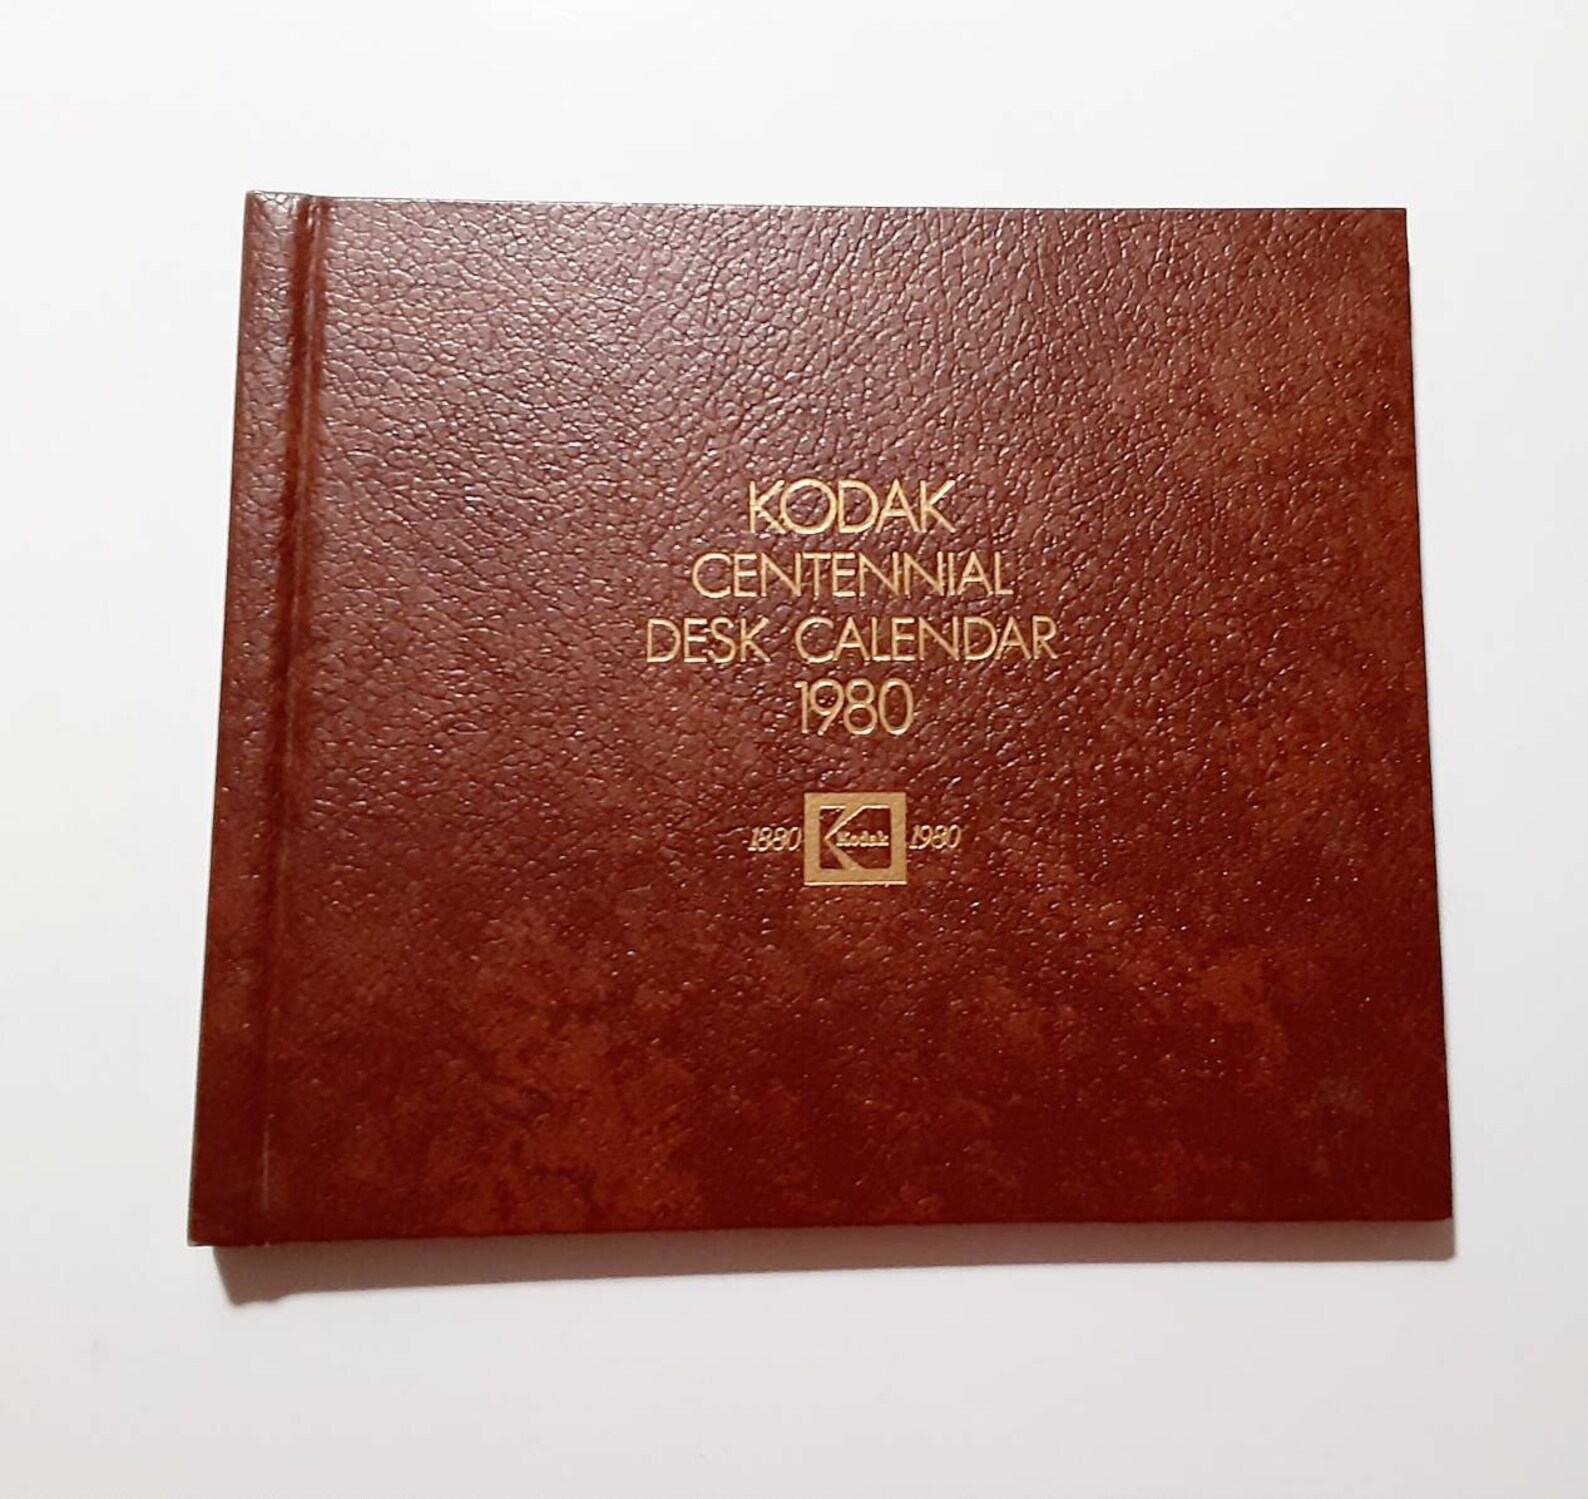 KODAK
CENTENNIAL
DESK CALENDAR
1980
1880 Kodak 1980